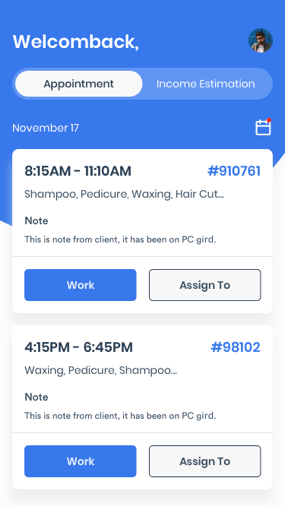 Welcomback,
Appointment
Income Estimation
November 17
8:15AM - 11:10AM
#910761
Shampoo, Pedicure, Waxing, Hair Cut...
Note
This is note from client, it has been on PC gird.
Work
Assign To
4:15PM - 6:45PM
#98102
Waxing, Pedicure, Shampoo...
Note
This is note from client, it has been on PC gird.
Work
Assign To